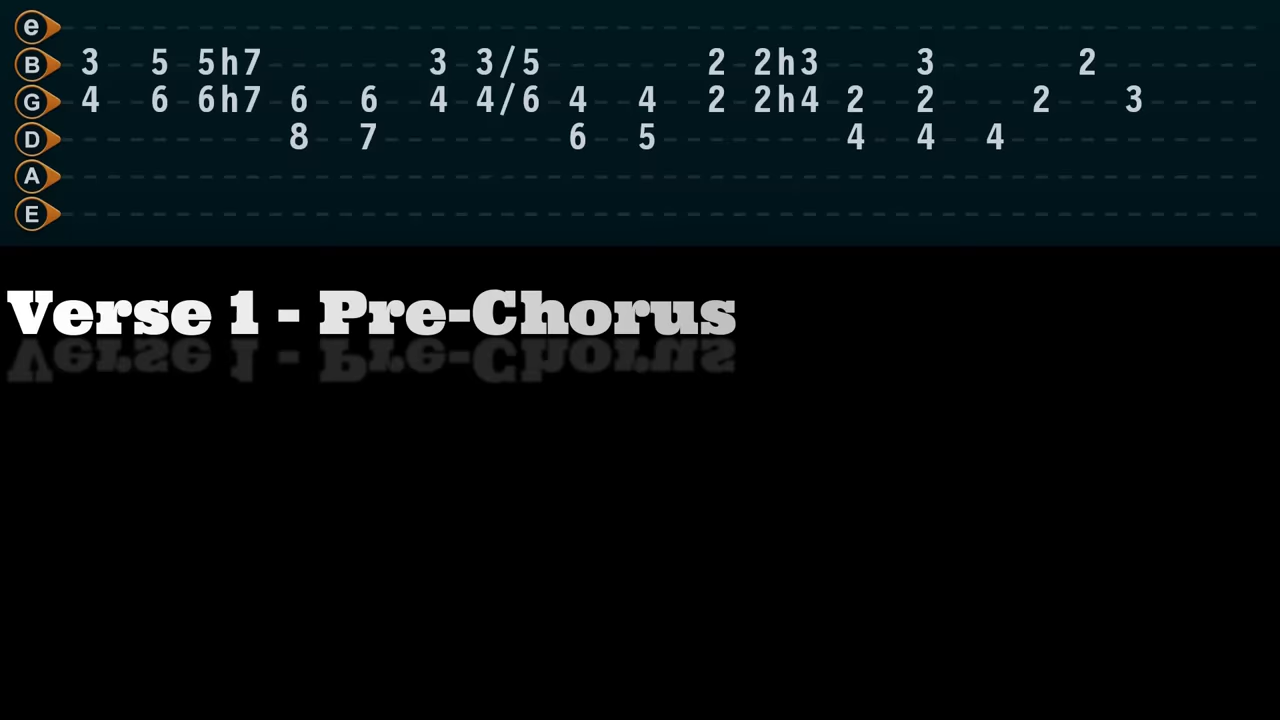 e
B 3 5 5h7 3 3/5 2 2h3 3 2
G 4 6 6h7 6 6 4 4/6 4 4 2 2h4 2 2 2 3
D 8 7 6 5 4 4 4
A
E
Verse 1 - Pre-Chorus